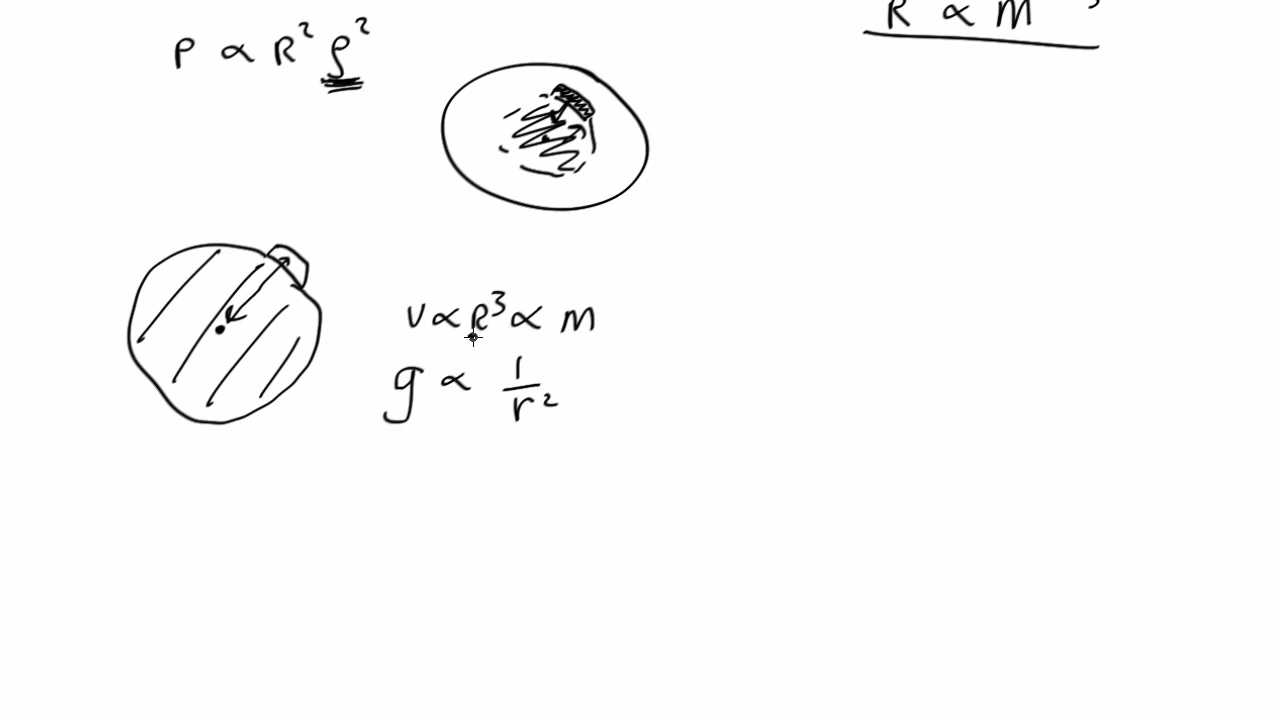 R ∝ m
P ∝ R² ρ²
V ∝ R³ ∝ m
g ∝ 1/r²